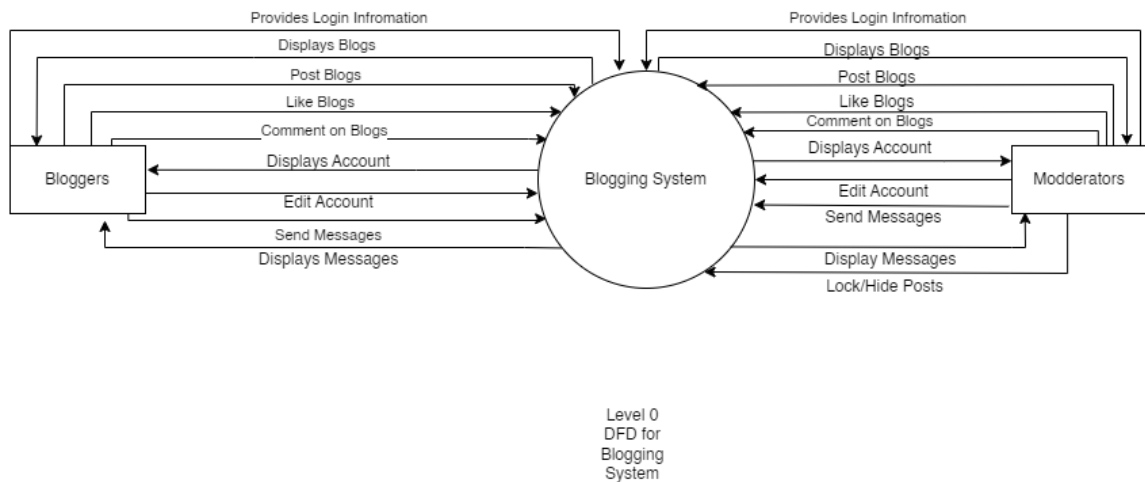 Provides Login Infromation
Displays Blogs
Post Blogs
Like Blogs
Comment on Blogs
Displays Account
Bloggers
Edit Account
Send Messages
Displays Messages
Blogging System
Provides Login Infromation
Displays Blogs
Post Blogs
Like Blogs
Comment on Blogs
Displays Account
Modderators
Edit Account
Send Messages
Display Messages
Lock/Hide Posts
Level 0
DFD for
Blogging
System